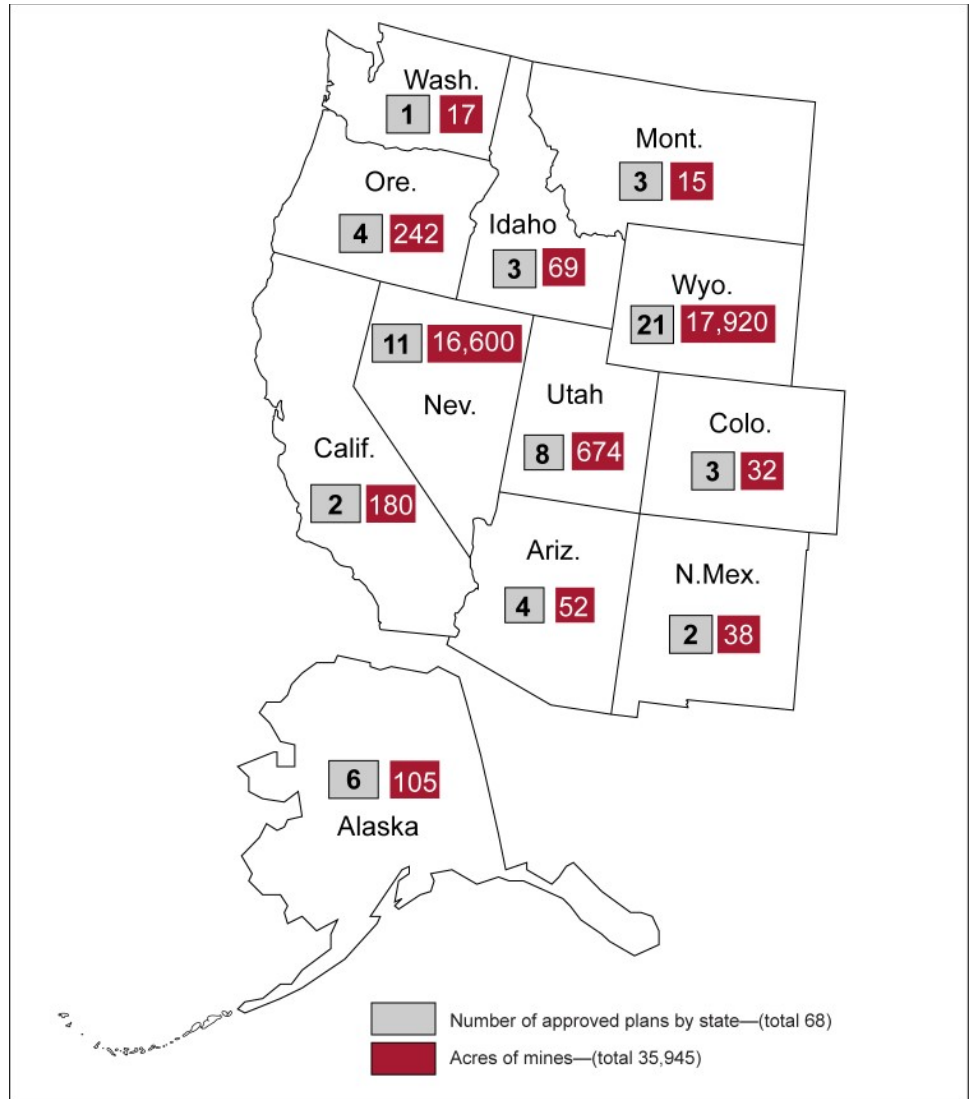 Wash.
1 17
Mont.
3 15
Ore.
4 242
Idaho
3 69
Wyo.
21 17,920
11 16,600
Nev.
Utah
8 674
Colo.
3 32
Calif.
2 180
Ariz.
4 52
N.Mex.
2 38
6 105
Alaska
Number of approved plans by state—(total 68)
Acres of mines—(total 35,945)